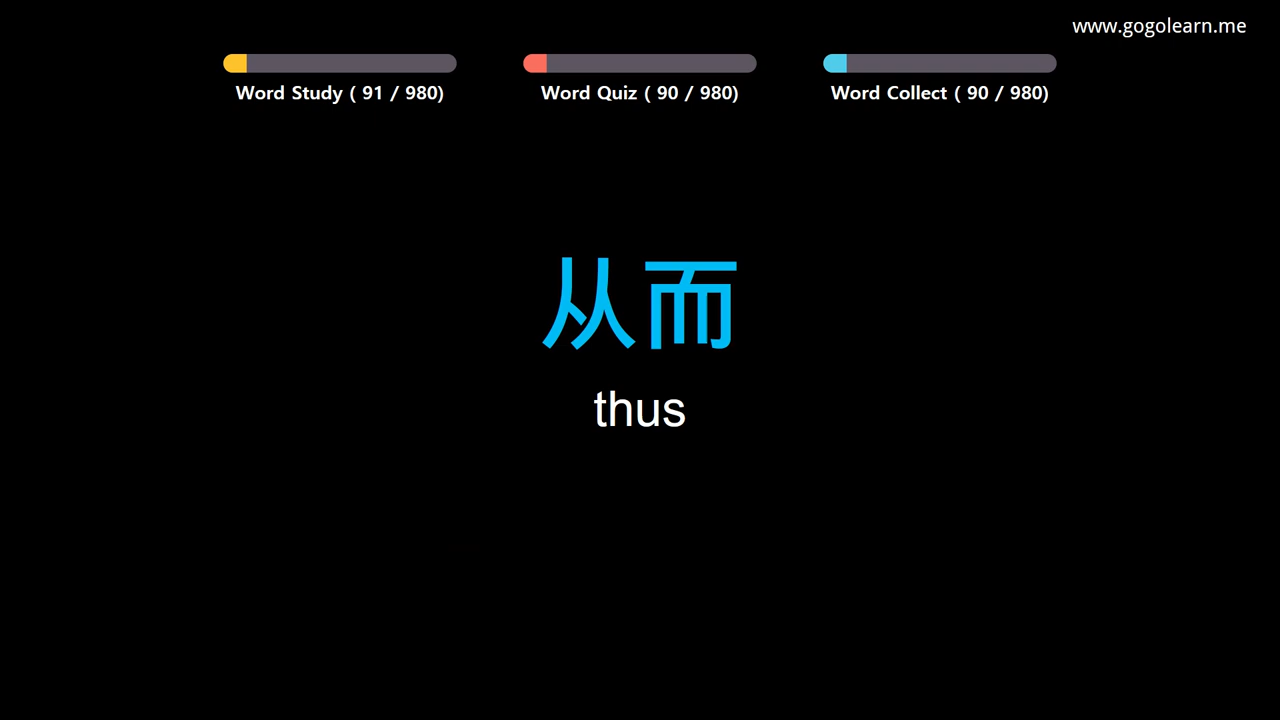 www.gogolearn.me
Word Study ( 91 / 980)
Word Quiz ( 90 / 980)
Word Collect ( 90 / 980)
从而
thus